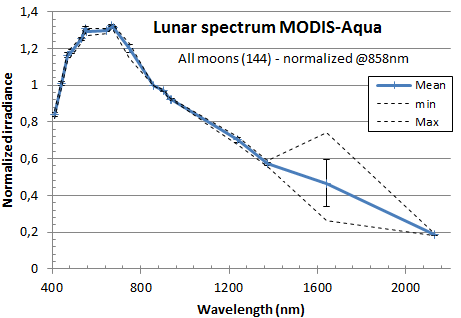 Lunar spectrum MODIS-Aqua
All moons (144) - normalized @858nm
Mean
min
Max
Normalized irradiance
1,4
1,2
1
0,8
0,6
0,4
0,2
0
400 800 1200 1600 2000
Wavelength (nm)